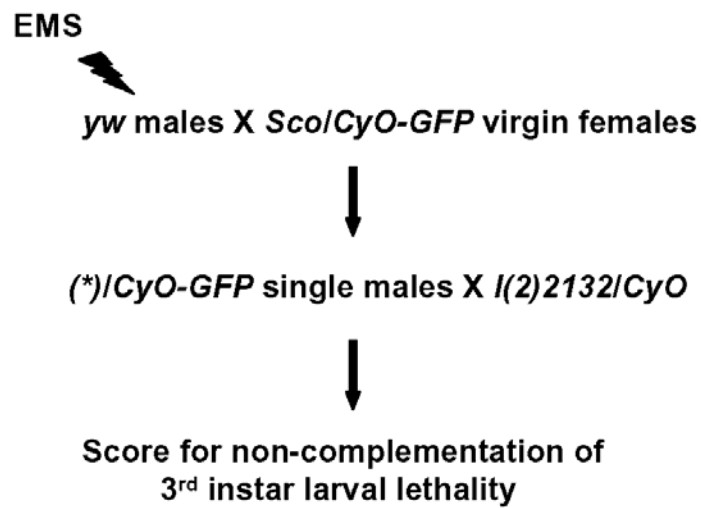 EMS
yw males X Sco/CyO-GFP virgin females
(*)/CyO-GFP single males X l(2)2132/CyO
Score for non-complementation of
3rd instar larval lethality